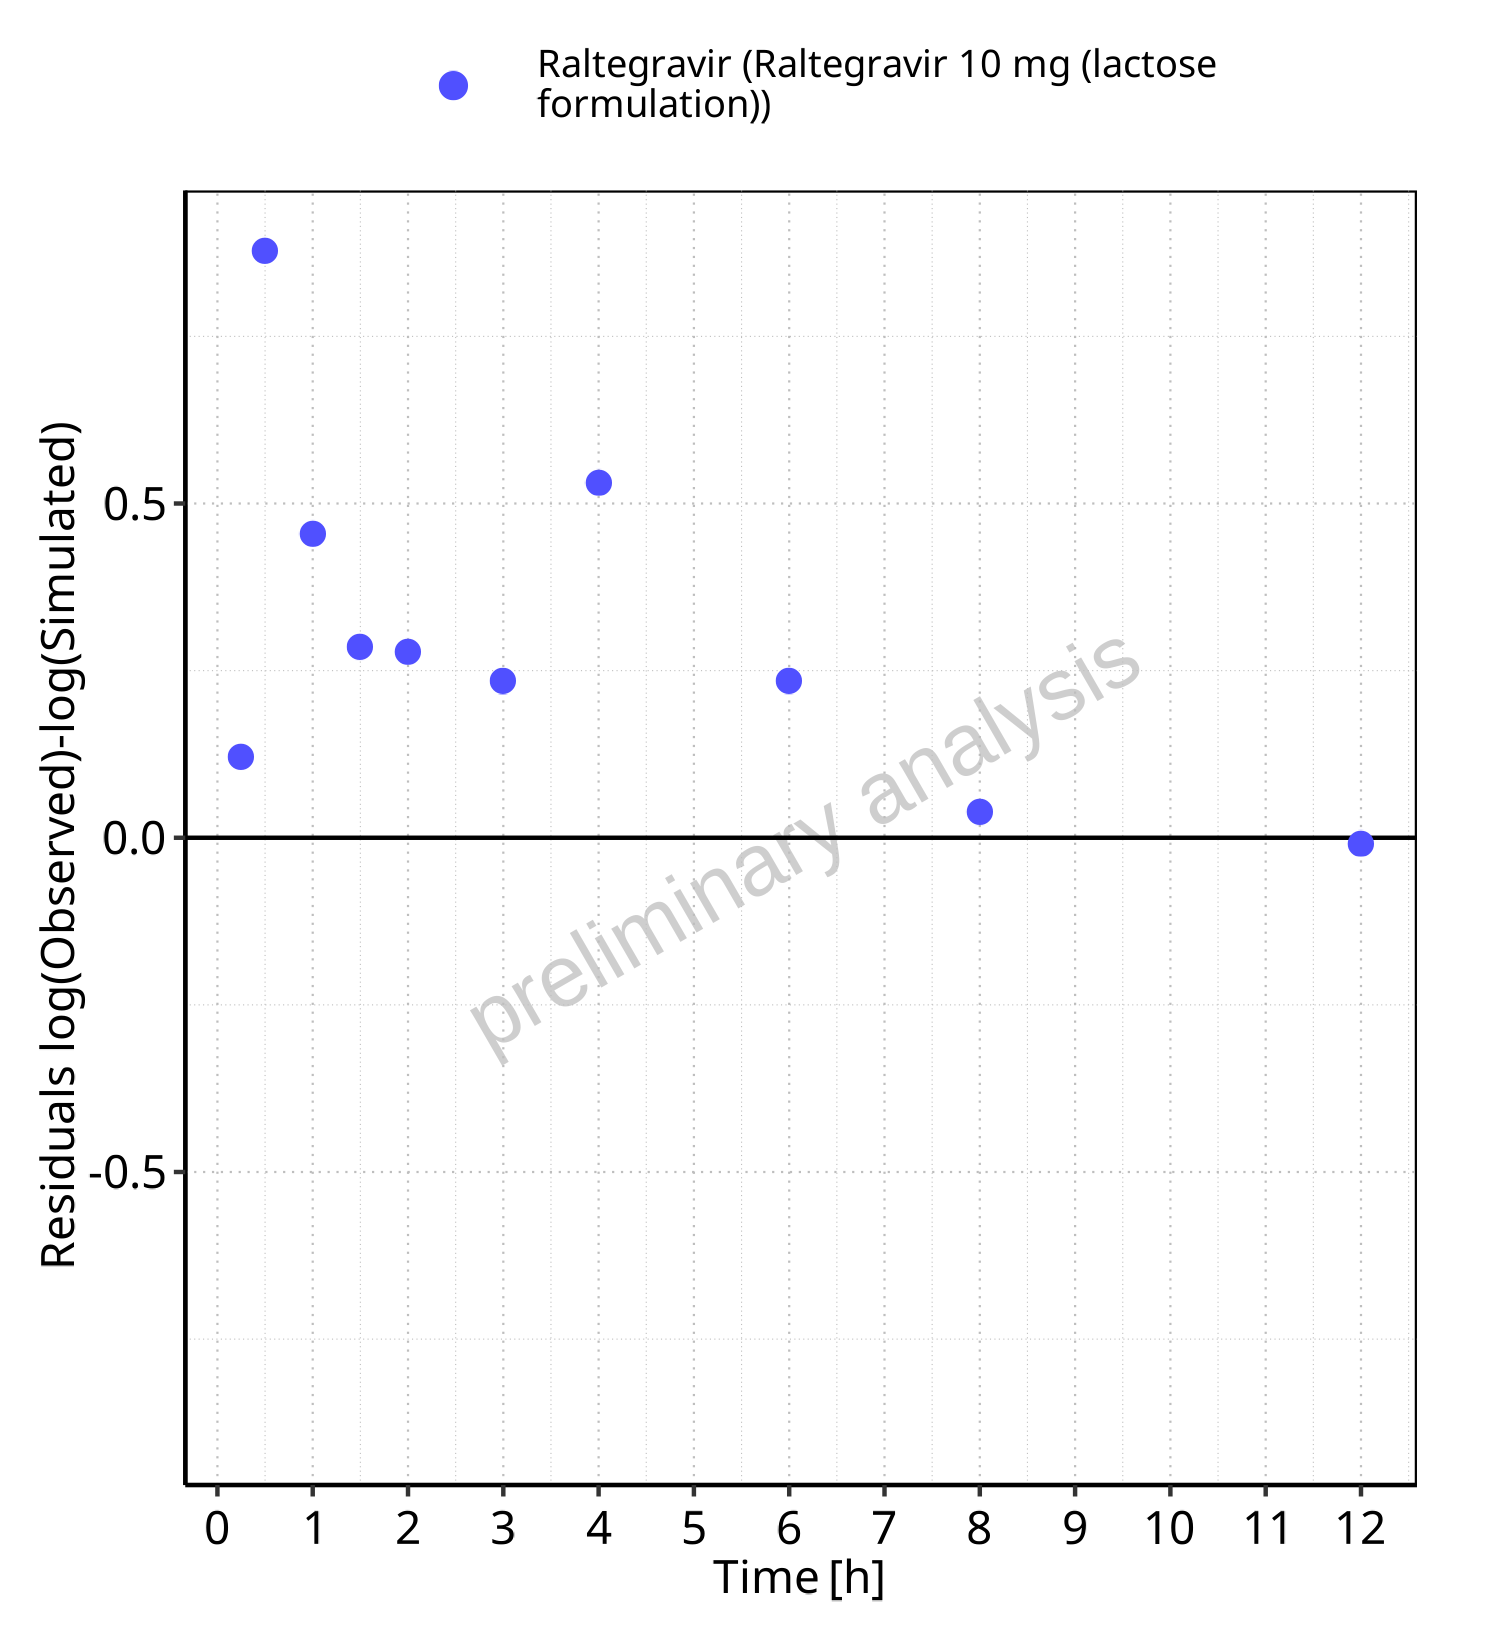 Raltegravir (Raltegravir 10 mg (lactose
formulation))
Residuals log(Observed)-log(Simulated)
0.5
0.0
-0.5
preliminary analysis
0 1 2 3 4 5 6 7 8 9 10 11 12
Time [h]